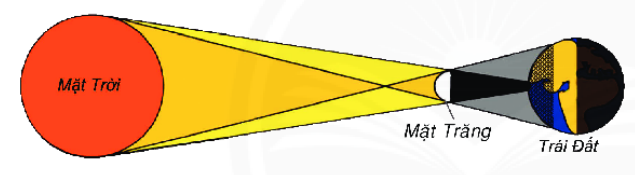 Mặt Trời
Mặt Trăng
Trái Đất